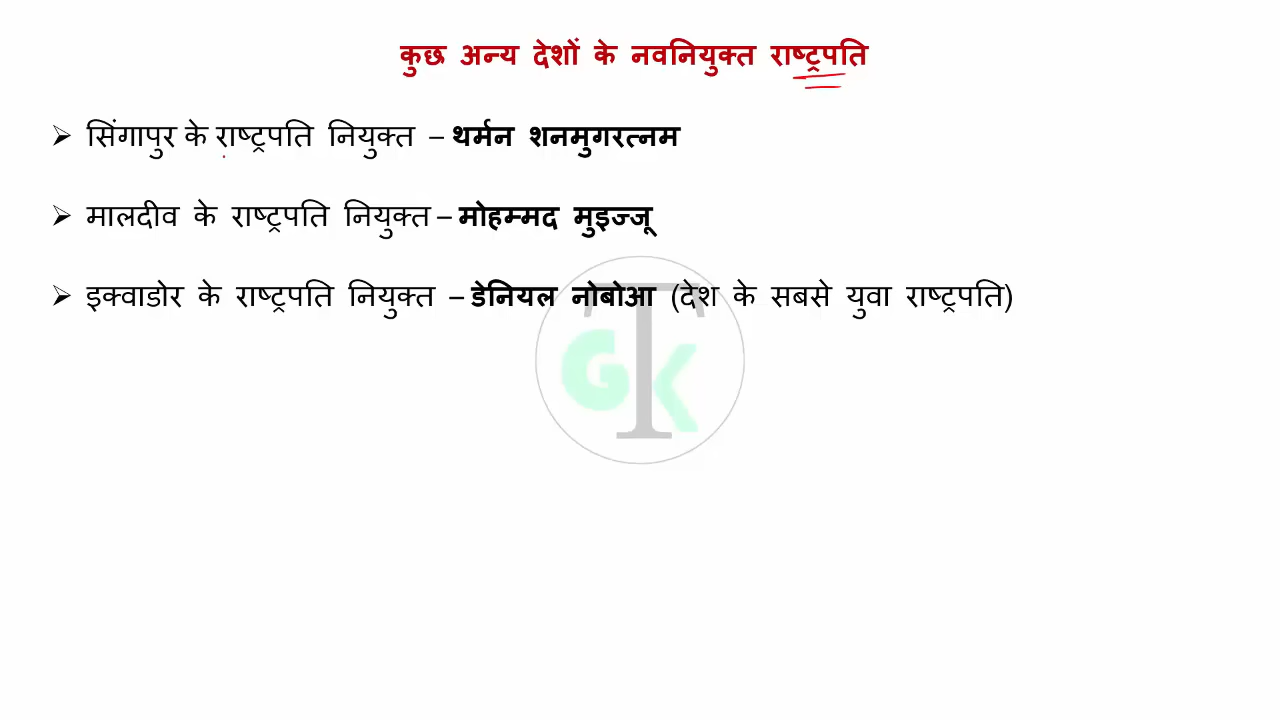 कुछ अन्य देशों के नवनियुक्त राष्ट्रपति
➢ सिंगापुर के राष्ट्रपति नियुक्त – थर्मन शनमुगरत्नम
➢ मालदीव के राष्ट्रपति नियुक्त – मोहम्मद मुइज्जू
➢ इक्वाडोर के राष्ट्रपति नियुक्त – डेनियल नोबोआ (देश के सबसे युवा राष्ट्रपति)
GTK